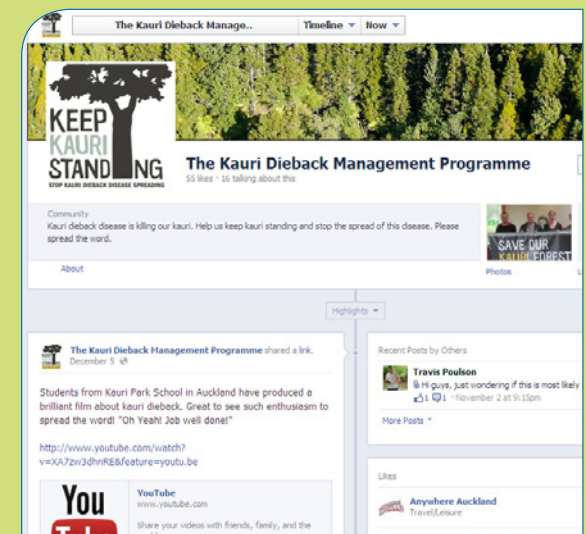 The Kauri Dieback Manage.. Timeline Now
KEEP
KAURI
STANDING
STOP KAURI DIEBACK DISEASE SPREADING
The Kauri Dieback Management Programme
55 likes · 16 talking about this
Community
Kauri dieback disease is killing our kauri. Help us keep kauri standing and stop the spread of this disease. Please
spread the word.
About
SAVE OUR
KAURI FOREST
Photos
Highlights
The Kauri Dieback Management Programme shared a link.
December 5
Students from Kauri Park School in Auckland have produced a
brilliant film about kauri dieback. Great to see such enthusiasm to
spread the word! "Oh Yeah! Job well done!"
http://www.youtube.com/watch?
v=XA7zw3dhnRE&feature=youtu.be
You
Tube
YouTube
www.youtube.com
Share your videos with friends, family, and the
Recent Posts by Others
Travis Poulson
Hi guys, just wondering if this is most likely
1 1 · November 2 at 9:15pm
More Posts
Likes
Anywhere Auckland
Travel/Leisure